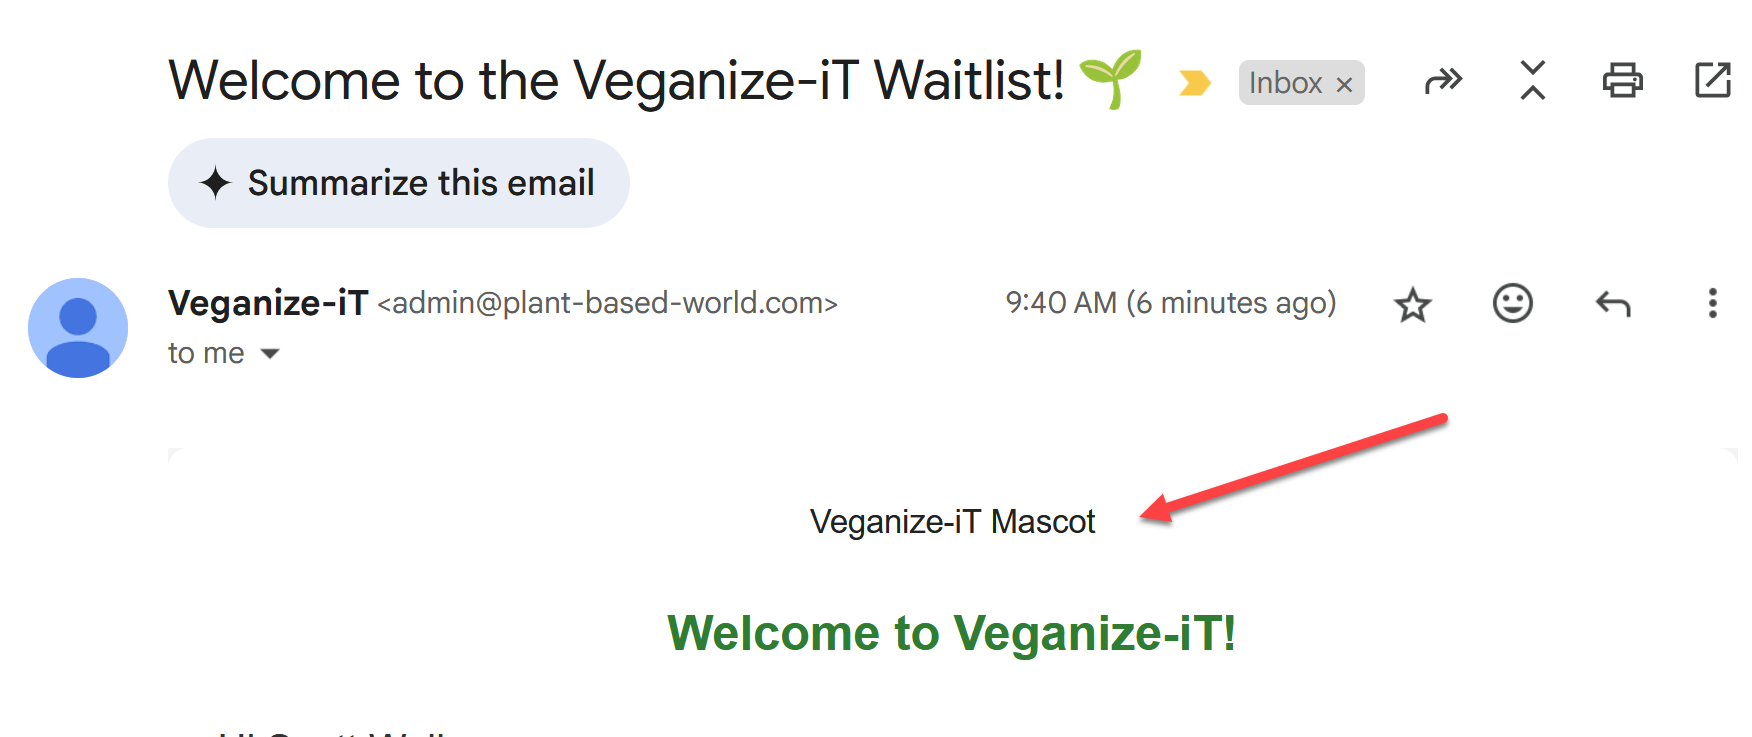 Welcome to the Veganize-iT Waitlist! 🌱 Inbox ×
Summarize this email
Veganize-iT <admin@plant-based-world.com> 9:40 AM (6 minutes ago)
to me
Veganize-iT Mascot
Welcome to Veganize-iT!